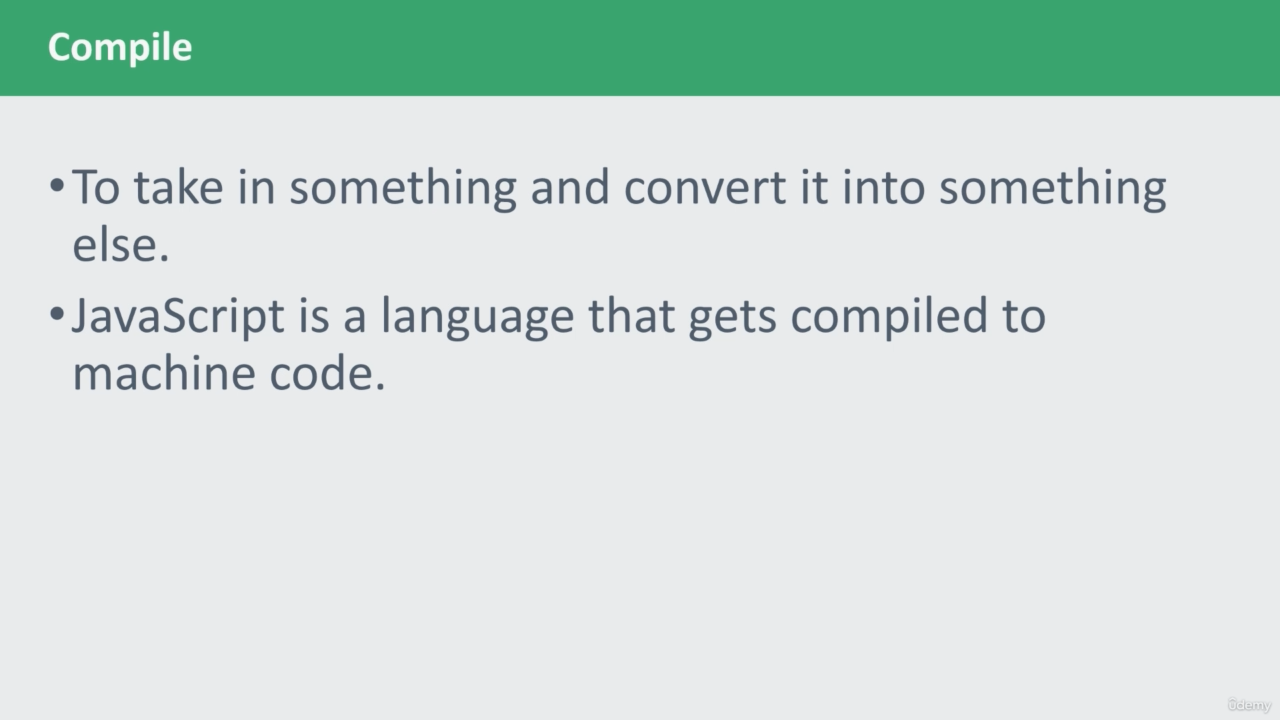 Compile
•To take in something and convert it into something
else.
•JavaScript is a language that gets compiled to
machine code.
ûdemy